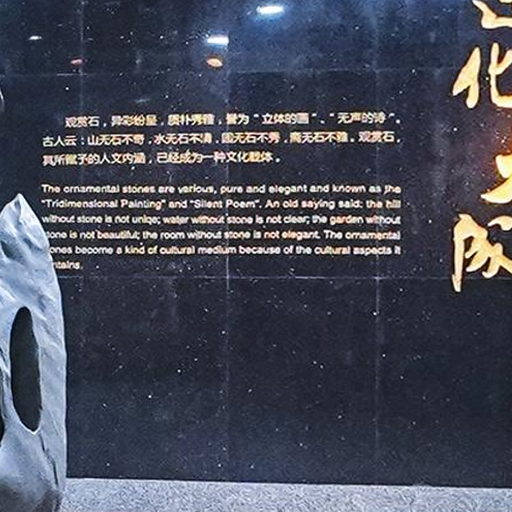 观赏石，异彩纷呈，质朴秀雅，誉为“立体的画”、“无声的诗”。
古人云：山无石不奇，水无石不清，园无石不秀，斋无石不雅。观赏石，
其所赋予的人文内涵，已经成为一种文化载体。
The ornamental stones are various, pure and elegant and known as the
"Tridimensional Painting" and "Silent Poem". An old saying said: the hill
without stone is not uniqe; water without stone is not clear; the garden without
stone is not beautiful; the room without stone is not elegant. The ornamental
ones become a kind of cultural medium because of the cultural aspects it
ntains.
化